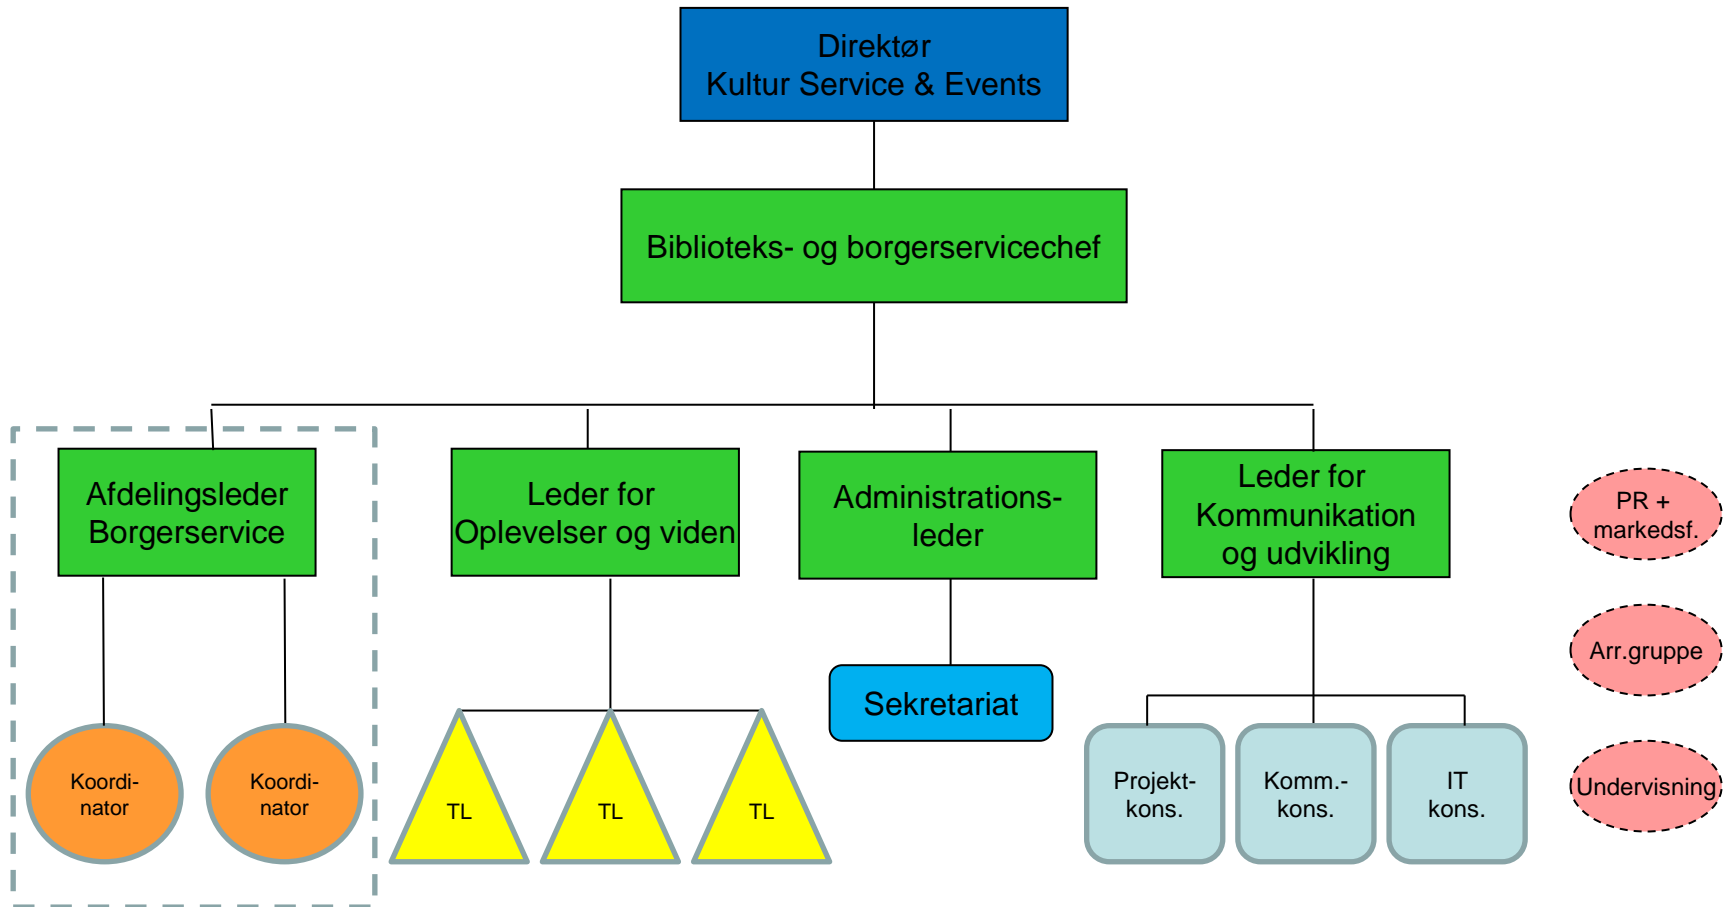 Direktør
Kultur Service & Events
Biblioteks- og borgerservicechef
Afdelingsleder
Borgerservice
Leder for
Oplevelser og viden
Administrations-
leder
Leder for
Kommunikation
og udvikling
PR +
markedsf.
Arr.gruppe
Undervisning
Sekretariat
Koordi-
nator
Koordi-
nator
TL
TL
TL
Projekt-
kons.
Komm.-
kons.
IT
kons.